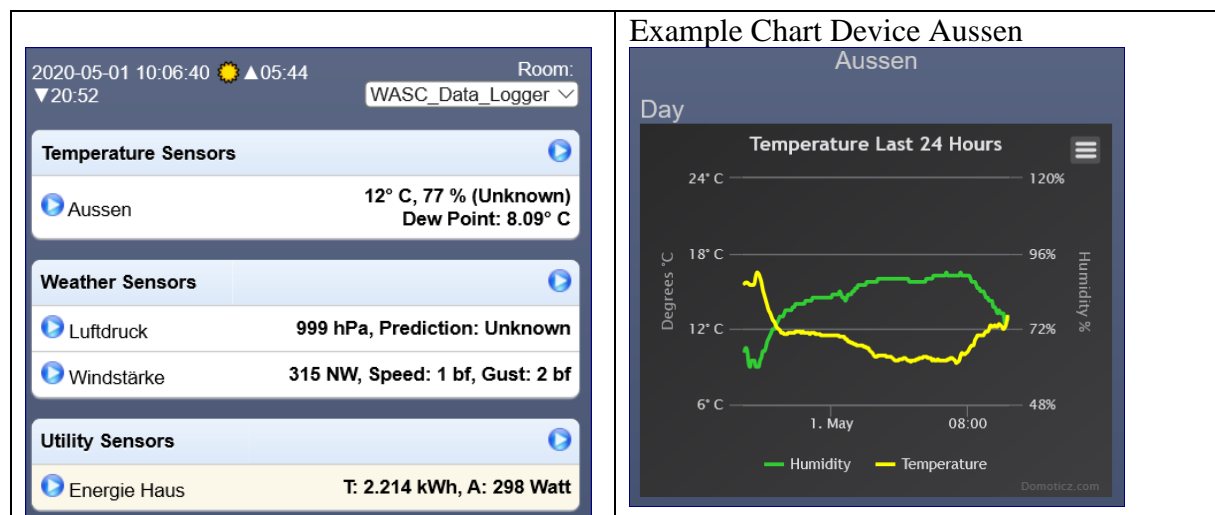 2020-05-01 10:06:40 ▲05:44
▼20:52
Room:
WASC_Data_Logger
Temperature Sensors
Aussen
12° C, 77 % (Unknown)
Dew Point: 8.09° C
Weather Sensors
Luftdruck
999 hPa, Prediction: Unknown
Windstärke
315 NW, Speed: 1 bf, Gust: 2 bf
Utility Sensors
Energie Haus
T: 2.214 kWh, A: 298 Watt
Example Chart Device Aussen
Aussen
Day
Temperature Last 24 Hours
24° C
120%
18° C
96%
Degrees °C
Humidity %
12° C
72%
6° C
48%
1. May
08:00
Humidity
Temperature
Domoticz.com